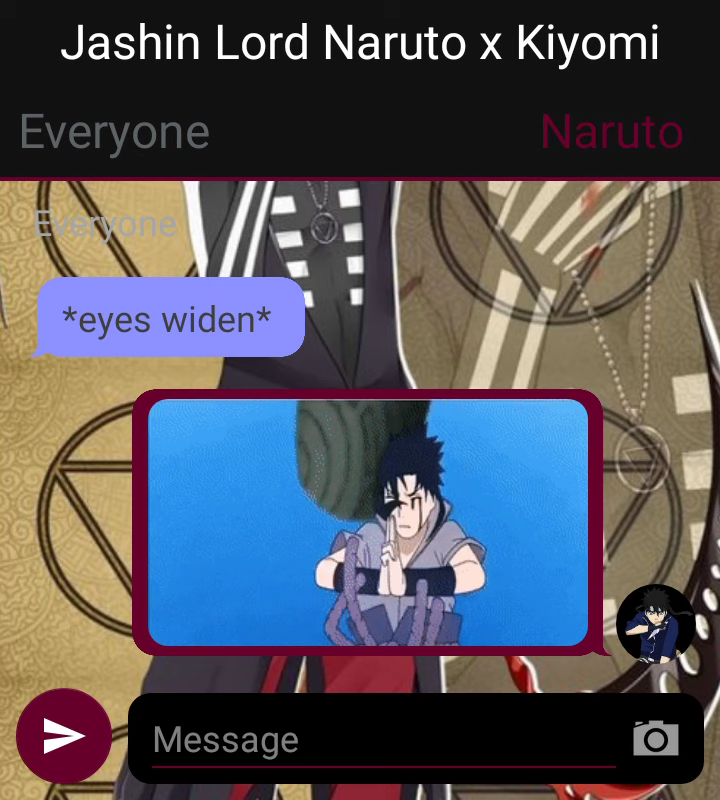 Jashin Lord Naruto x Kiyomi
Everyone
Naruto
Everyone
*eyes widen*
Message